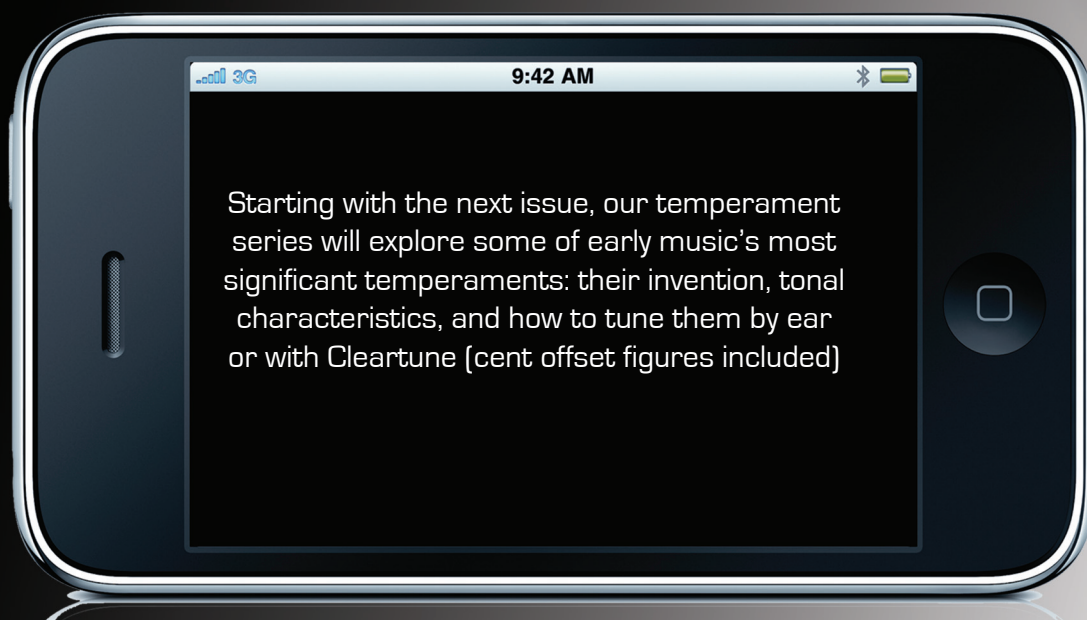 3G 9:42 AM
Starting with the next issue, our temperament
series will explore some of early music’s most
significant temperaments: their invention, tonal
characteristics, and how to tune them by ear
or with Cleartune (cent offset figures included)